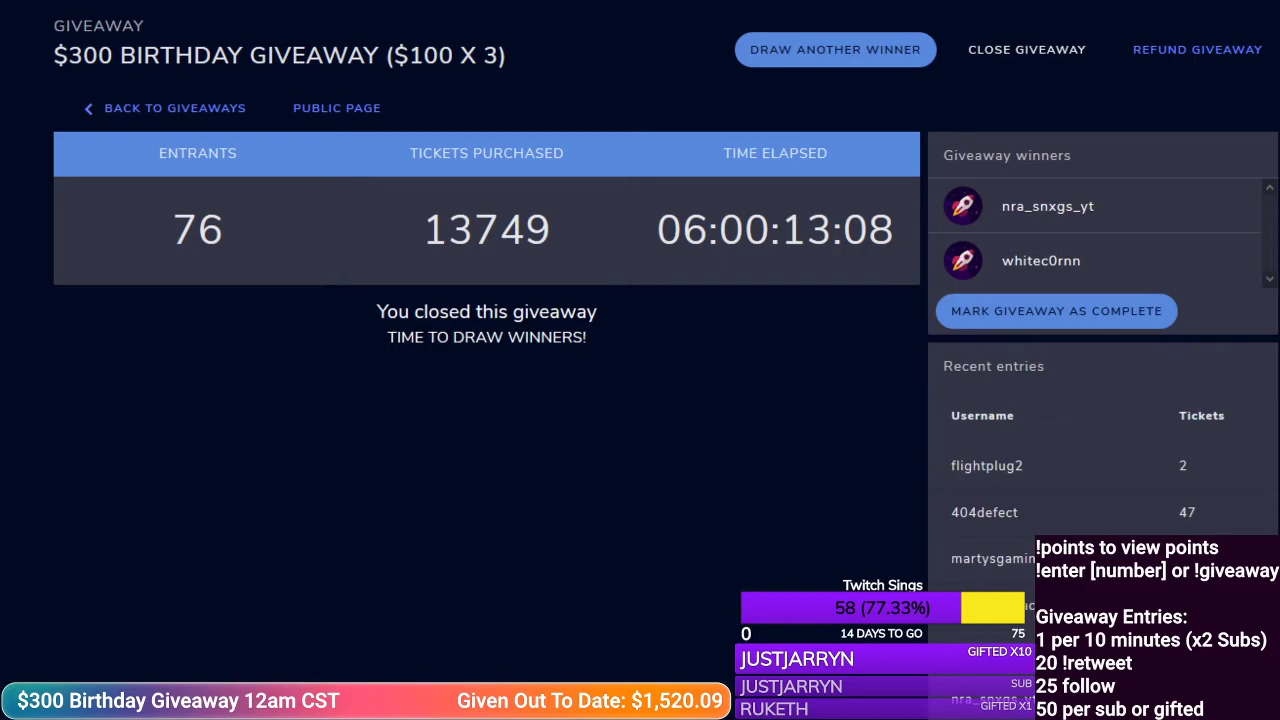 GIVEAWAY
$300 BIRTHDAY GIVEAWAY ($100 X 3)
DRAW ANOTHER WINNER
CLOSE GIVEAWAY
REFUND GIVEAWAY
BACK TO GIVEAWAYS
PUBLIC PAGE
ENTRANTS TICKETS PURCHASED TIME ELAPSED
76 13749 06:00:13:08
You closed this giveaway
TIME TO DRAW WINNERS!
Giveaway winners
nra_snxgs_yt
whitec0rnn
MARK GIVEAWAY AS COMPLETE
Recent entries
Username Tickets
flightplug2 2
404defect 47
martysgamin
!points to view points
!enter [number] or !giveaway
Giveaway Entries:
1 per 10 minutes (x2 Subs)
20 !retweet
25 follow
50 per sub or gifted
Twitch Sings
58 (77.33%)
0 14 DAYS TO GO 75
JUSTJARRYN GIFTED X10
JUSTJARRYN SUB
RUKETH GIFTED X1
$300 Birthday Giveaway 12am CST
Given Out To Date: $1,520.09